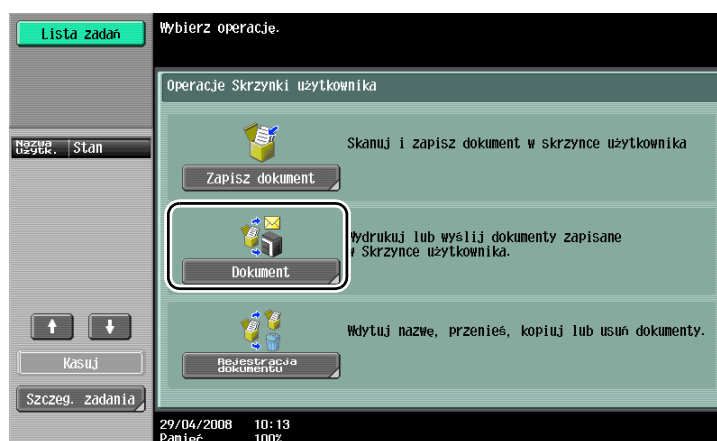 Lista zadań
Wybierz operację.
Operacje Skrzynki użytkownika
Nazwa
użytk.
Stan
Skanuj i zapisz dokument w skrzynce użytkownika
Zapisz dokument
Wydrukuj lub wyślij dokumenty zapisane
w Skrzynce użytkownika.
Dokument
Wdytuj nazwę, przenieś, kopiuj lub usuń dokumenty.
Rejestracja
dokumentu
Kasuj
Szczeg. zadania
29/04/2008 10:13
Pamięć 100%